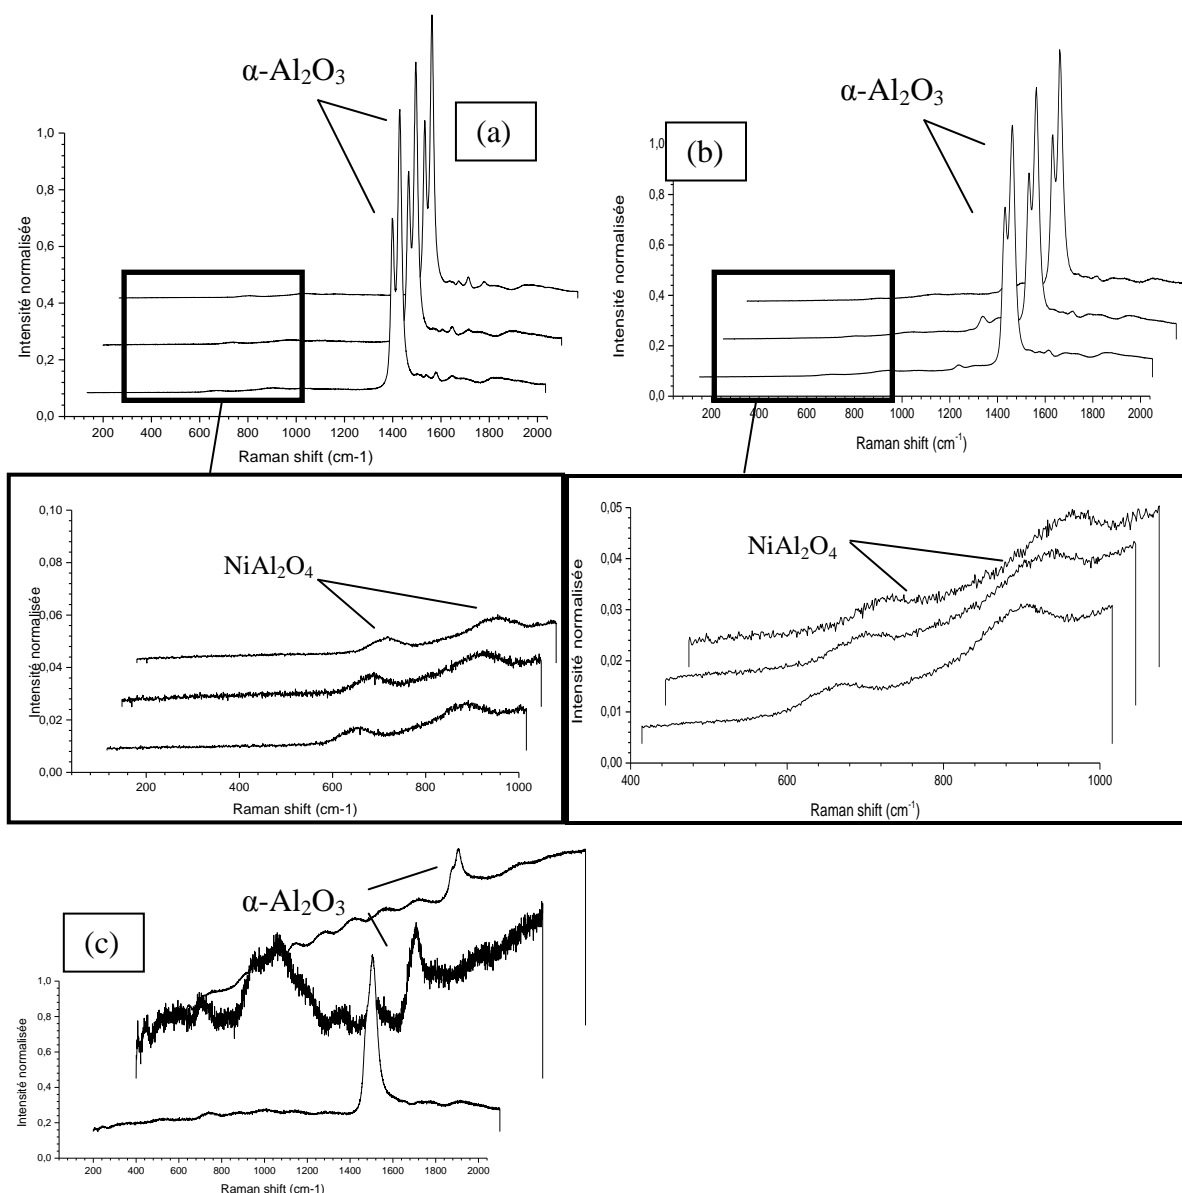 α-Al₂O₃
(a)
1,0
0,8
0,6
0,4
0,2
0,0
Intensité normalisée
200 400 600 800 1000 1200 1400 1600 1800 2000
Raman shift (cm-1)
α-Al₂O₃
(b)
1,0
0,8
0,6
0,4
0,2
0,0
Intensité normalisée
200 400 600 800 1000 1200 1400 1600 1800 2000
Raman shift (cm⁻¹)
NiAl₂O₄
0,10
0,08
0,06
0,04
0,02
0,00
Intensité normalisée
200 400 600 800 1000
Raman shift (cm-1)
NiAl₂O₄
0,05
0,04
0,03
0,02
0,01
0,00
Intensité normalisée
400 600 800 1000
Raman shift (cm⁻¹)
α-Al₂O₃
(c)
1,0
0,8
0,6
0,4
0,2
0,0
Intensité normalisée
200 400 600 800 1000 1200 1400 1600 1800 2000
Raman shift (cm-1)